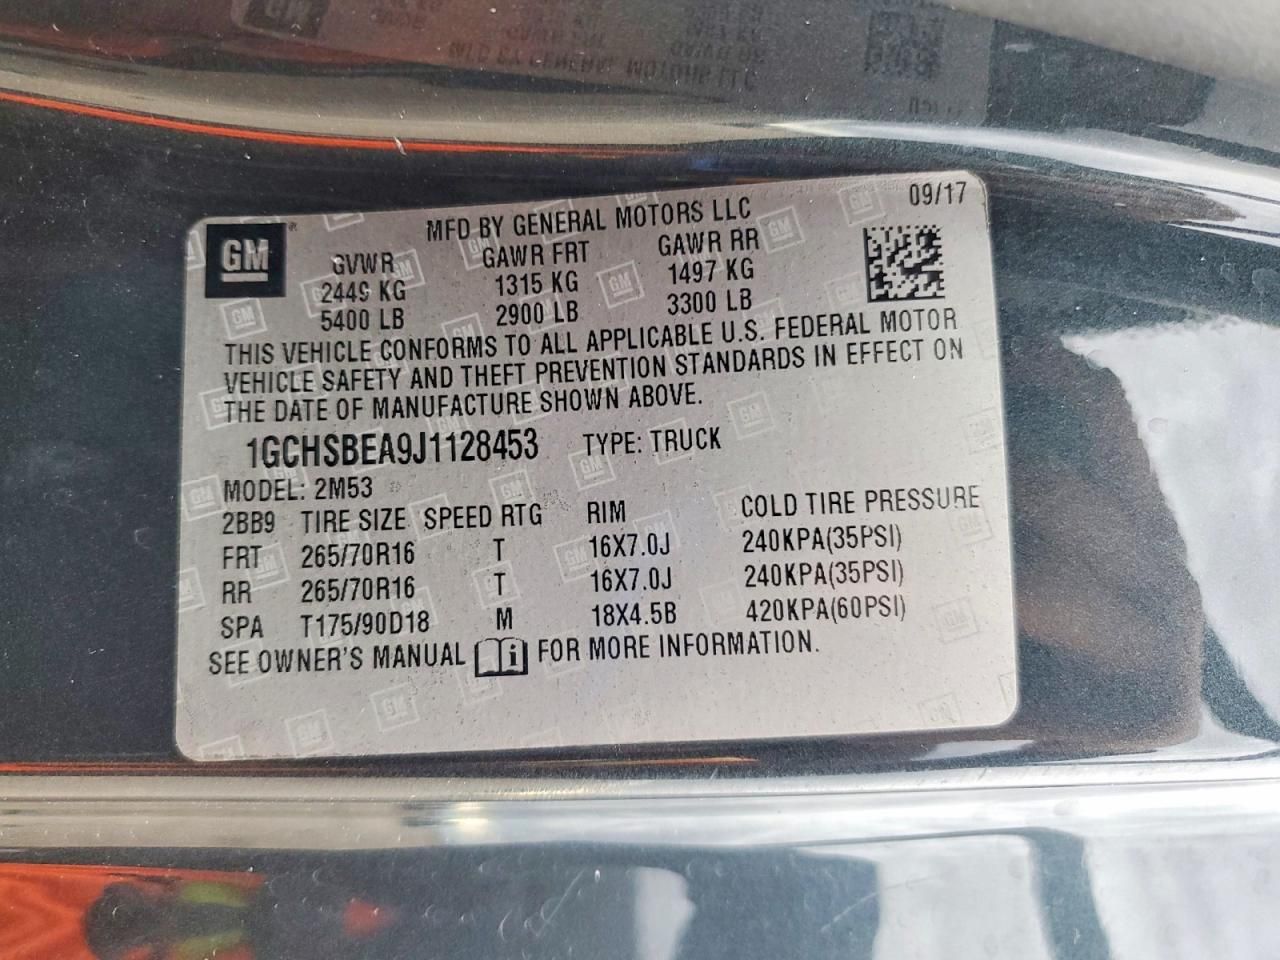 09/17
GM
MFD BY GENERAL MOTORS LLC
GVWR GAWR FRT GAWR RR
2449 KG 1315 KG 1497 KG
5400 LB 2900 LB 3300 LB
THIS VEHICLE CONFORMS TO ALL APPLICABLE U.S. FEDERAL MOTOR
VEHICLE SAFETY AND THEFT PREVENTION STANDARDS IN EFFECT ON
THE DATE OF MANUFACTURE SHOWN ABOVE.
1GCHSBEA9J1128453 TYPE: TRUCK
MODEL: 2M53
2BB9 TIRE SIZE SPEED RTG RIM COLD TIRE PRESSURE
FRT 265/70R16 T 16X7.0J 240KPA(35PSI)
RR 265/70R16 T 16X7.0J 240KPA(35PSI)
SPA T175/90D18 M 18X4.5B 420KPA(60PSI)
SEE OWNER'S MANUAL i FOR MORE INFORMATION.